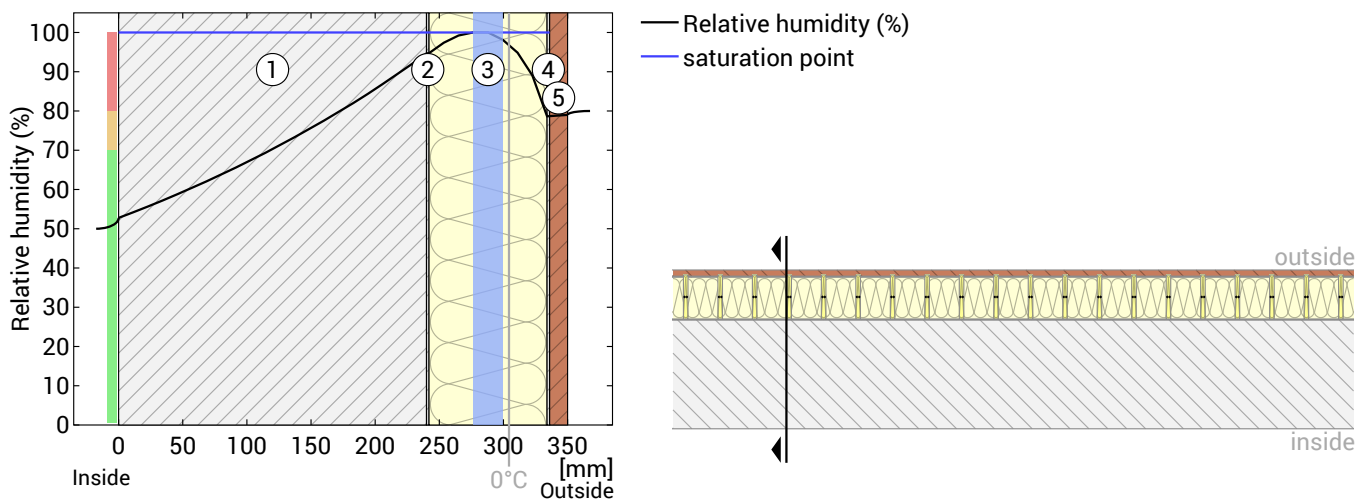 Relative humidity (%)
100
90
80
70
60
50
40
30
20
10
0
1
2
3
4
5
0 50 100 150 200 250 300 350
[mm]
Inside
0°C
Outside
Relative humidity (%)
saturation point
outside
inside